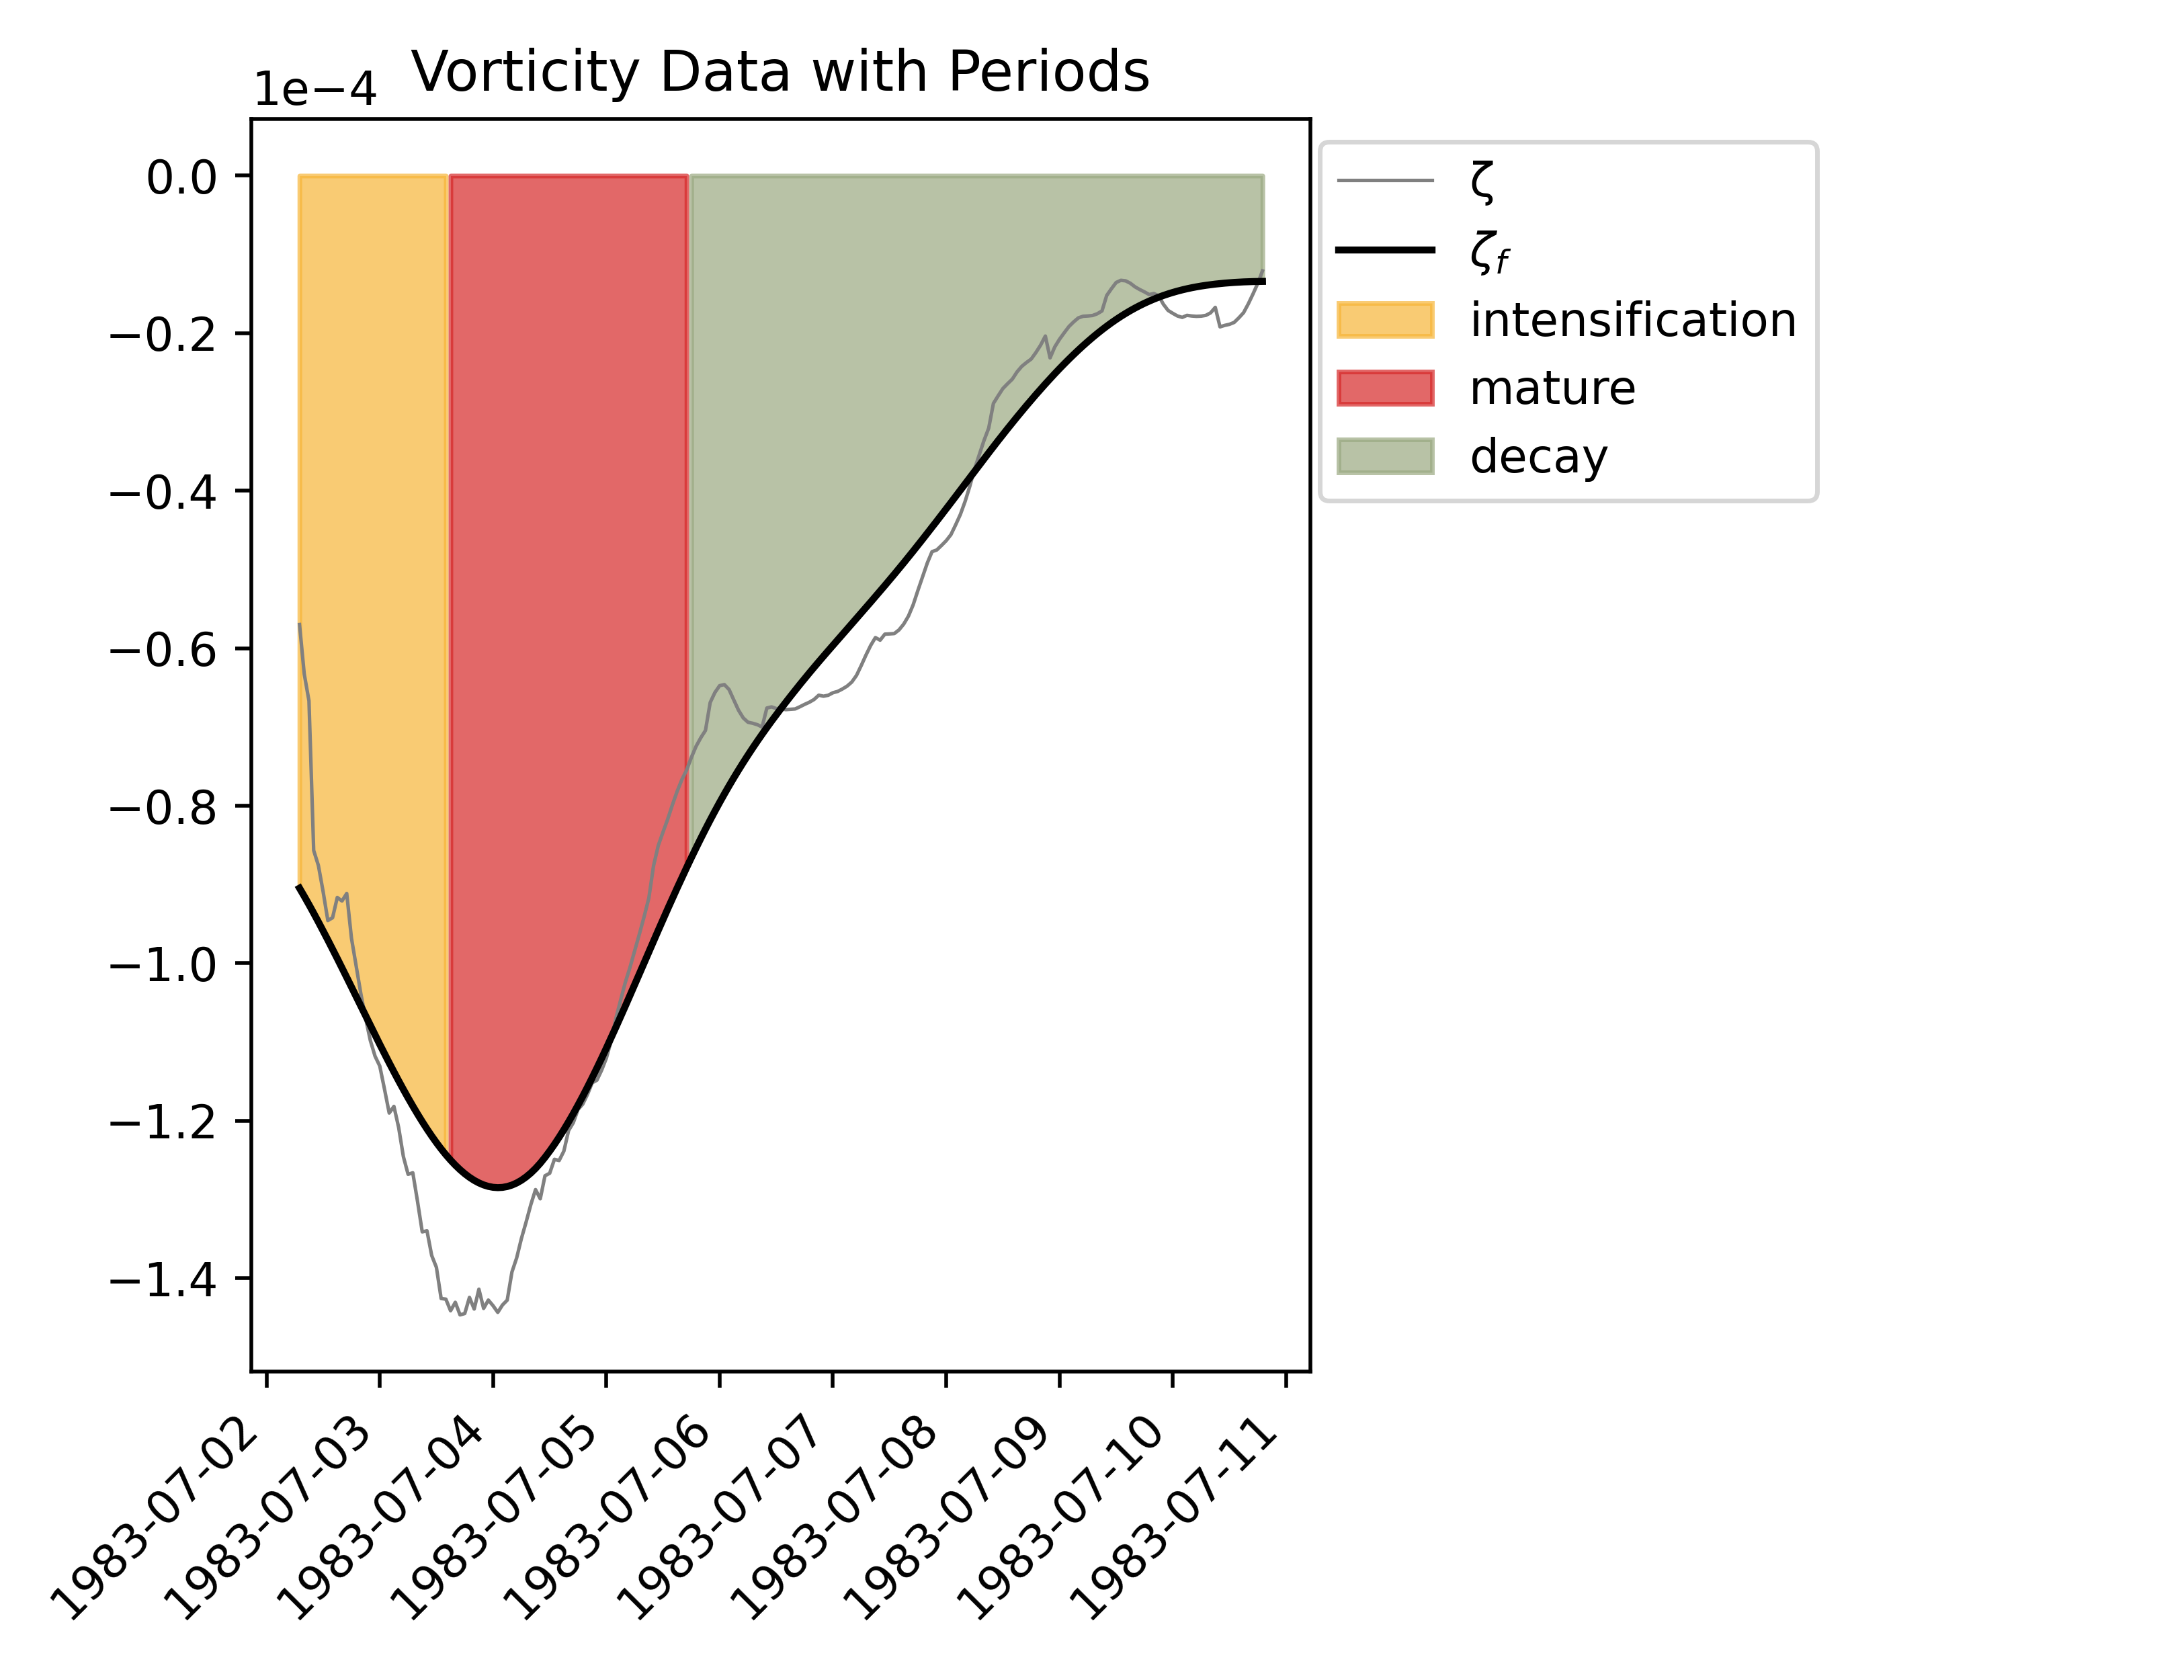 Vorticity Data with Periods
1e−4
0.0
−0.2
−0.4
−0.6
−0.8
−1.0
−1.2
−1.4
1983-07-02
1983-07-03
1983-07-04
1983-07-05
1983-07-06
1983-07-07
1983-07-08
1983-07-09
1983-07-10
1983-07-11
ζ
ζf
intensification
mature
decay